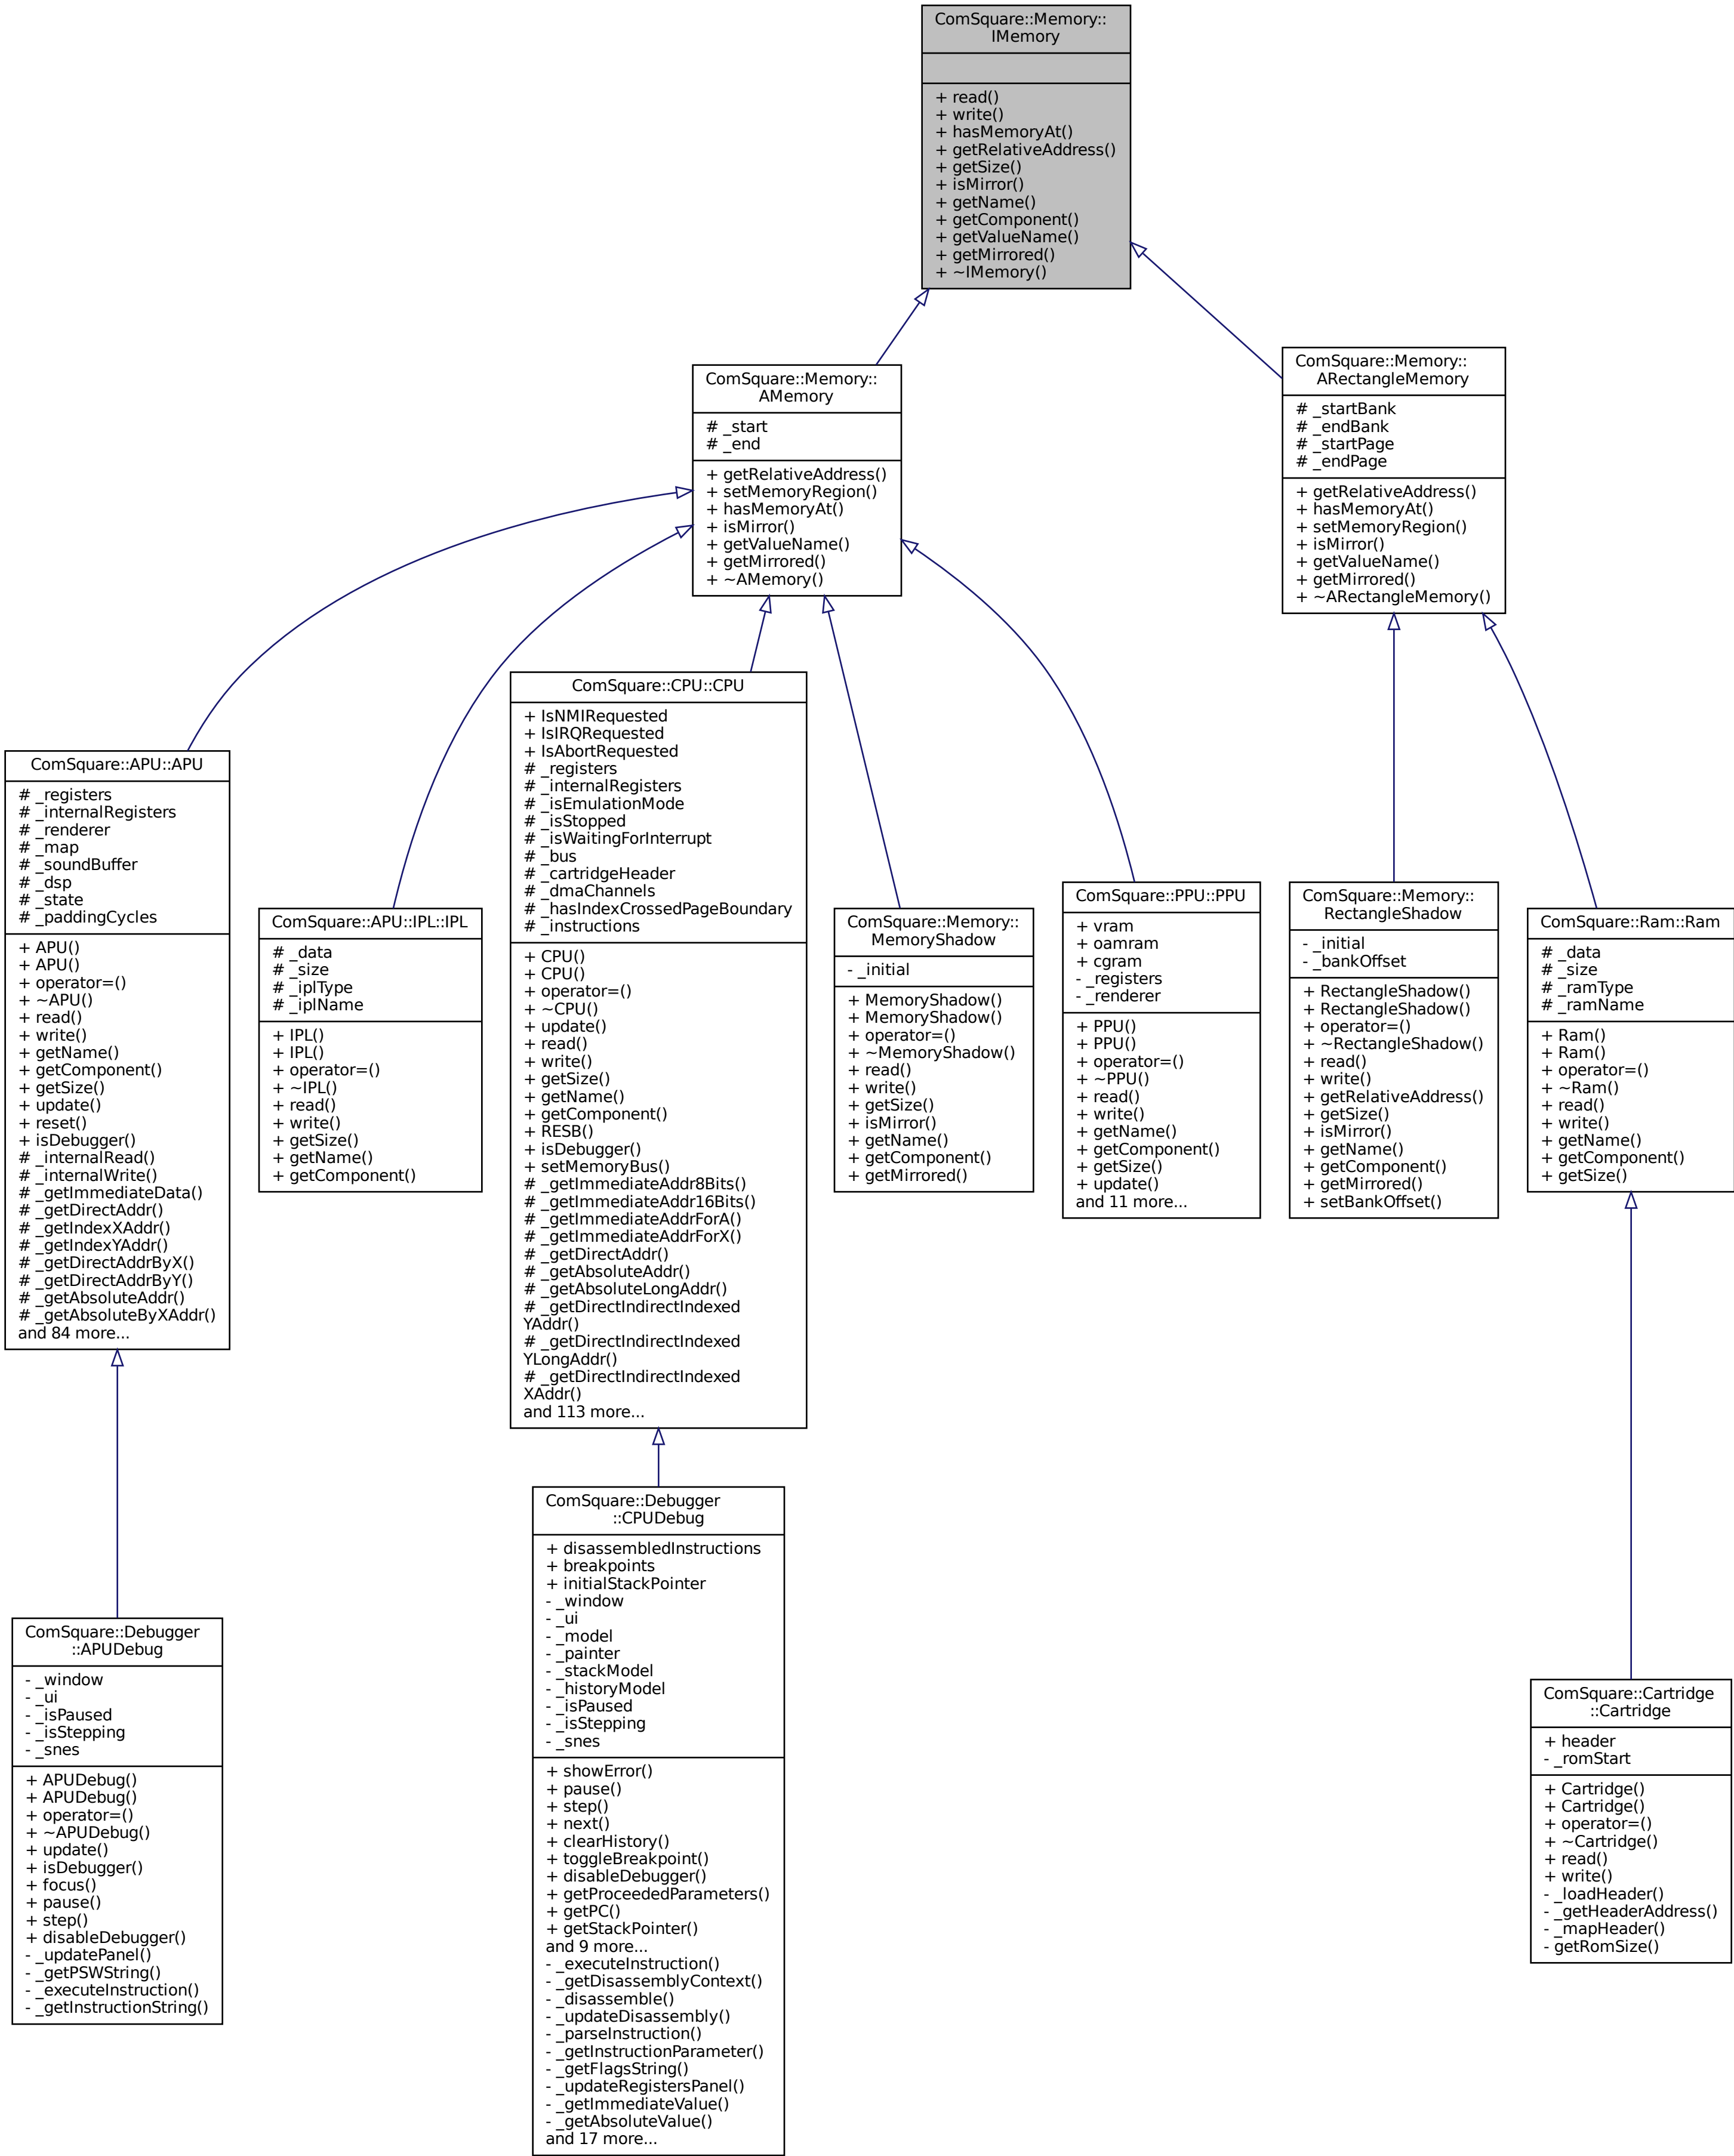 ComSquare::Memory::
IMemory
+ read()
+ write()
+ hasMemoryAt()
+ getRelativeAddress()
+ getSize()
+ isMirror()
+ getName()
+ getComponent()
+ getValueName()
+ getMirrored()
+ ~IMemory()
ComSquare::Memory::
AMemory
# _start
# _end
+ getRelativeAddress()
+ setMemoryRegion()
+ hasMemoryAt()
+ isMirror()
+ getValueName()
+ getMirrored()
+ ~AMemory()
ComSquare::Memory::
ARectangleMemory
# _startBank
# _endBank
# _startPage
# _endPage
+ getRelativeAddress()
+ hasMemoryAt()
+ setMemoryRegion()
+ isMirror()
+ getValueName()
+ getMirrored()
+ ~ARectangleMemory()
ComSquare::APU::APU
# _registers
# _internalRegisters
# _renderer
# _map
# _soundBuffer
# _dsp
# _state
# _paddingCycles
+ APU()
+ APU()
+ operator=()
+ ~APU()
+ read()
+ write()
+ getName()
+ getComponent()
+ getSize()
+ update()
+ reset()
+ isDebugger()
# _internalRead()
# _internalWrite()
# _getImmediateData()
# _getDirectAddr()
# _getIndexXAddr()
# _getIndexYAddr()
# _getDirectAddrByX()
# _getDirectAddrByY()
# _getAbsoluteAddr()
# _getAbsoluteByXAddr()
and 84 more...
ComSquare::APU::IPL::IPL
# _data
# _size
# _iplType
# _iplName
+ IPL()
+ IPL()
+ operator=()
+ ~IPL()
+ read()
+ write()
+ getSize()
+ getName()
+ getComponent()
ComSquare::CPU::CPU
+ IsNMIRequested
+ IsIRQRequested
+ IsAbortRequested
# _registers
# _internalRegisters
# _isEmulationMode
# _isStopped
# _isWaitingForInterrupt
# _bus
# _cartridgeHeader
# _dmaChannels
# _hasIndexCrossedPageBoundary
# _instructions
+ CPU()
+ CPU()
+ operator=()
+ ~CPU()
+ update()
+ read()
+ write()
+ getSize()
+ getName()
+ getComponent()
+ RESB()
+ isDebugger()
+ setMemoryBus()
# _getImmediateAddr8Bits()
# _getImmediateAddr16Bits()
# _getImmediateAddrForA()
# _getImmediateAddrForX()
# _getDirectAddr()
# _getAbsoluteAddr()
# _getAbsoluteLongAddr()
# _getDirectIndirectIndexed
YAddr()
# _getDirectIndirectIndexed
YLongAddr()
# _getDirectIndirectIndexed
XAddr()
and 113 more...
ComSquare::Memory::
MemoryShadow
- _initial
+ MemoryShadow()
+ MemoryShadow()
+ operator=()
+ ~MemoryShadow()
+ read()
+ write()
+ getSize()
+ isMirror()
+ getName()
+ getComponent()
+ getMirrored()
ComSquare::PPU::PPU
+ vram
+ oamram
+ cgram
- _registers
- _renderer
+ PPU()
+ PPU()
+ operator=()
+ ~PPU()
+ read()
+ write()
+ getName()
+ getComponent()
+ getSize()
+ update()
and 11 more...
ComSquare::Memory::
RectangleShadow
- _initial
- _bankOffset
+ RectangleShadow()
+ RectangleShadow()
+ operator=()
+ ~RectangleShadow()
+ read()
+ write()
+ getRelativeAddress()
+ getSize()
+ isMirror()
+ getName()
+ getComponent()
+ getMirrored()
+ setBankOffset()
ComSquare::Ram::Ram
# _data
# _size
# _ramType
# _ramName
+ Ram()
+ Ram()
+ operator=()
+ ~Ram()
+ read()
+ write()
+ getName()
+ getComponent()
+ getSize()
ComSquare::Debugger
::APUDebug
- _window
- _ui
- _isPaused
- _isStepping
- _snes
+ APUDebug()
+ APUDebug()
+ operator=()
+ ~APUDebug()
+ update()
+ isDebugger()
+ focus()
+ pause()
+ step()
+ disableDebugger()
- _updatePanel()
- _getPSWString()
- _executeInstruction()
- _getInstructionString()
ComSquare::Debugger
::CPUDebug
+ disassembledInstructions
+ breakpoints
+ initialStackPointer
- _window
- _ui
- _model
- _painter
- _stackModel
- _historyModel
- _isPaused
- _isStepping
- _snes
+ showError()
+ pause()
+ step()
+ next()
+ clearHistory()
+ toggleBreakpoint()
+ disableDebugger()
+ getProceededParameters()
+ getPC()
+ getStackPointer()
and 9 more...
- _executeInstruction()
- _getDisassemblyContext()
- _disassemble()
- _updateDisassembly()
- _parseInstruction()
- _getInstructionParameter()
- _getFlagsString()
- _updateRegistersPanel()
- _getImmediateValue()
- _getAbsoluteValue()
and 17 more...
ComSquare::Cartridge
::Cartridge
+ header
- _romStart
+ Cartridge()
+ Cartridge()
+ operator=()
+ ~Cartridge()
+ read()
+ write()
- _loadHeader()
- _getHeaderAddress()
- _mapHeader()
- getRomSize()